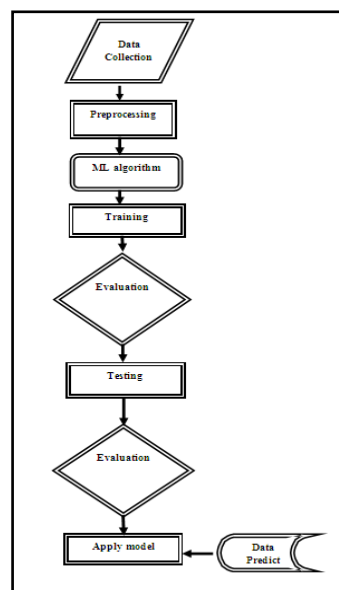 Data
Collection
Preprocessing
ML algorithm
Training
Evaluation
Testing
Evaluation
Apply model
Data
Predict